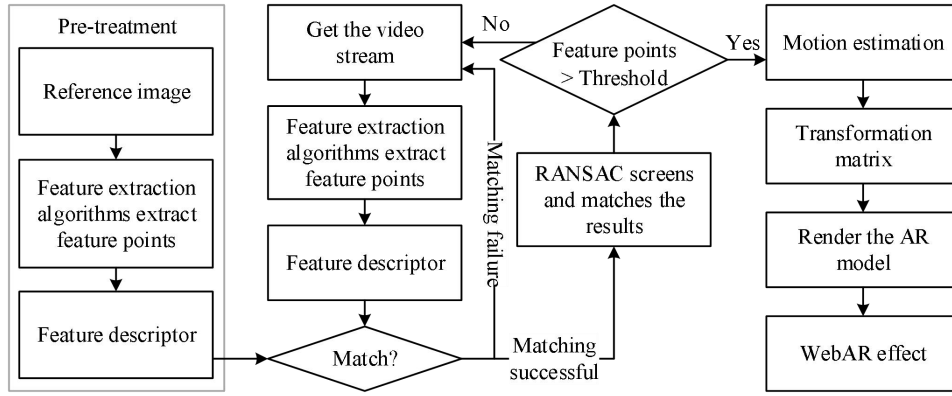 Pre-treatment
Reference image
Feature extraction
algorithms extract
feature points
Feature descriptor
Get the video
stream
Feature extraction
algorithms extract
feature points
Feature descriptor
Match?
Matching failure
Matching
successful
RANSAC screens
and matches the
results
Feature points
> Threshold
No
Yes
Motion estimation
Transformation
matrix
Render the AR
model
WebAR effect